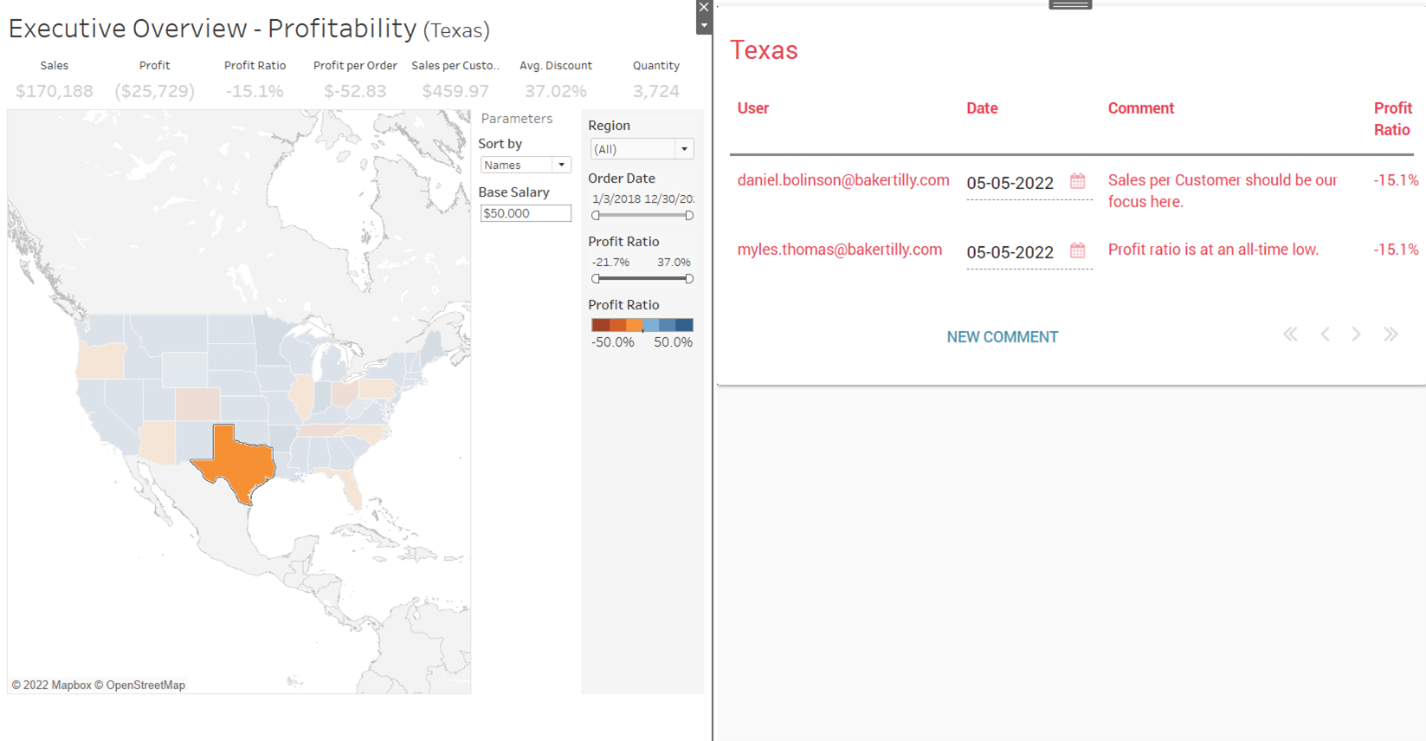 Executive Overview - Profitability (Texas)
Sales Profit Profit Ratio Profit per Order Sales per Custo.. Avg. Discount Quantity
$170,188 ($25,729) -15.1% $-52.83 $459.97 37.02% 3,724
Parameters
Sort by
Names
Base Salary
$50,000
Region
(All)
Order Date
1/3/2018 12/30/20
Profit Ratio
-21.7% 37.0%
Profit Ratio
-50.0% 50.0%
© 2022 Mapbox © OpenStreetMap
Texas
User Date Comment Profit
Ratio
daniel.bolinson@bakertilly.com 05-05-2022 Sales per Customer should be our -15.1%
focus here.
myles.thomas@bakertilly.com 05-05-2022 Profit ratio is at an all-time low. -15.1%
NEW COMMENT